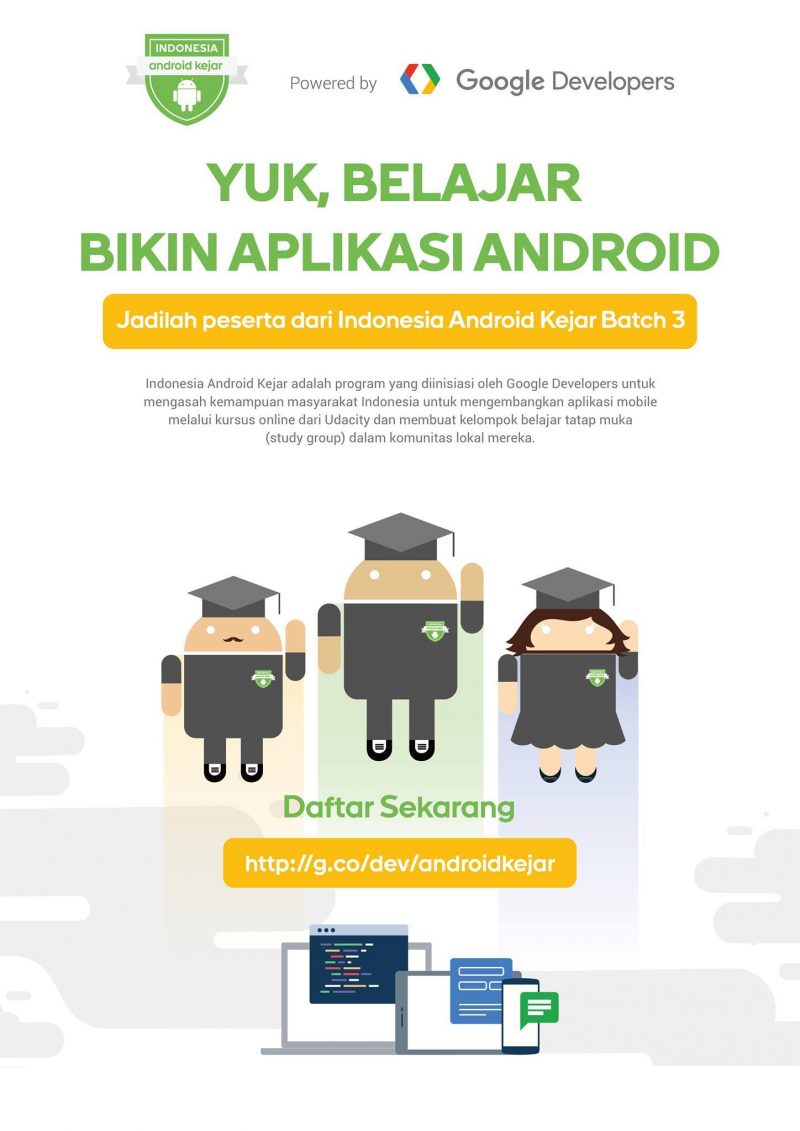 INDONESIA
android kejar
Powered by
Google Developers
YUK, BELAJAR
BIKIN APLIKASI ANDROID
Jadilah peserta dari Indonesia Android Kejar Batch 3
Indonesia Android Kejar adalah program yang diinisiasi oleh Google Developers untuk
mengasah kemampuan masyarakat Indonesia untuk mengembangkan aplikasi mobile
melalui kursus online dari Udacity dan membuat kelompok belajar tatap muka
(study group) dalam komunitas lokal mereka.
Daftar Sekarang
http://g.co/dev/androidkejar